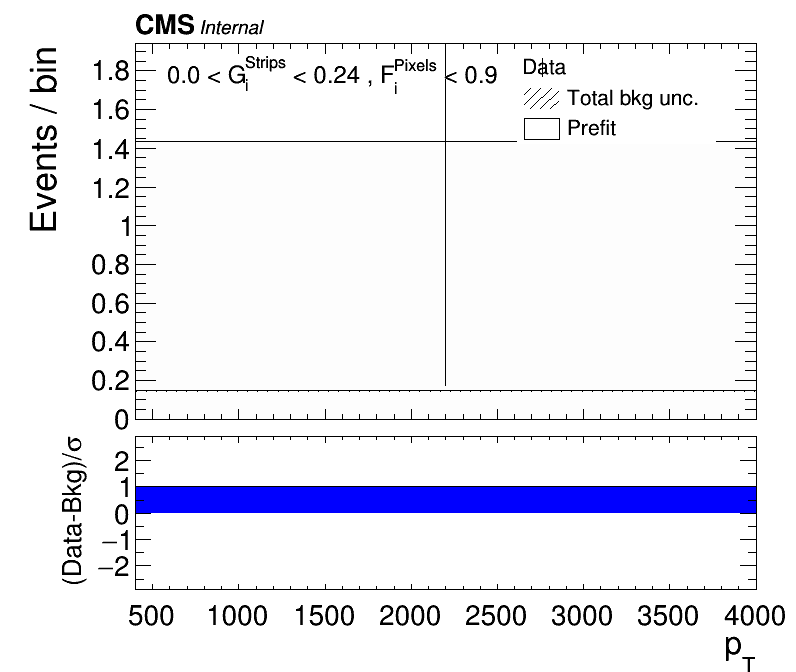 CMS Internal
0.0 < G_i^Strips < 0.24 , F_i^Pixels < 0.9
Data
Total bkg unc.
Prefit
Events / bin
1.8
1.6
1.4
1.2
1
0.8
0.6
0.4
0.2
0
(Data-Bkg)/σ
2
1
0
−1
−2
500 1000 1500 2000 2500 3000 3500 4000
p_T